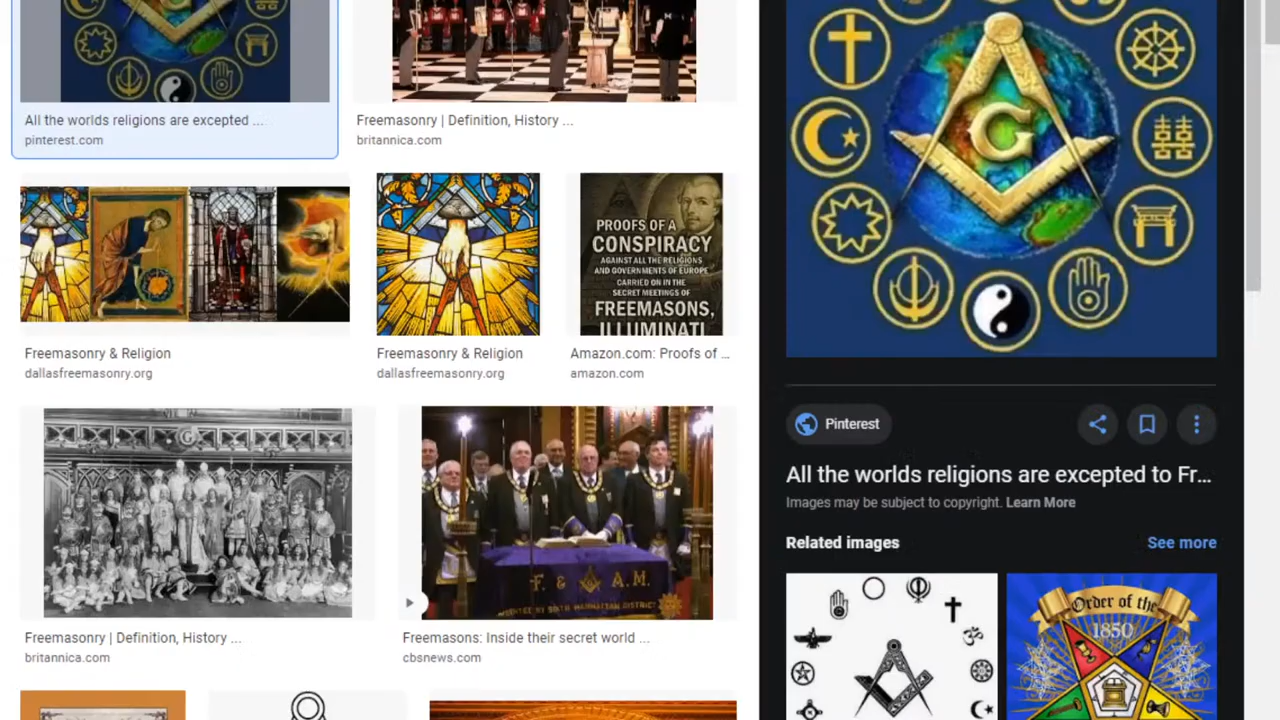 All the worlds religions are excepted ...
pinterest.com
Freemasonry | Definition, History ...
britannica.com
PROOFS OF A
CONSPIRACY
AGAINST ALL THE RELIGIONS
AND GOVERNMENTS OF EUROPE
CARRIED ON IN THE
SECRET MEETINGS OF
FREEMASONS,
ILLUMINATI
Freemasonry & Religion
dallasfreemasonry.org
Freemasonry & Religion
dallasfreemasonry.org
Amazon.com: Proofs of ...
amazon.com
G
F. & A.M.
Freemasonry | Definition, History ...
britannica.com
Freemasons: Inside their secret world ...
cbsnews.com
G
Pinterest
All the worlds religions are excepted to Fr...
Images may be subject to copyright. Learn More
Related images
See more
Order of the
1850